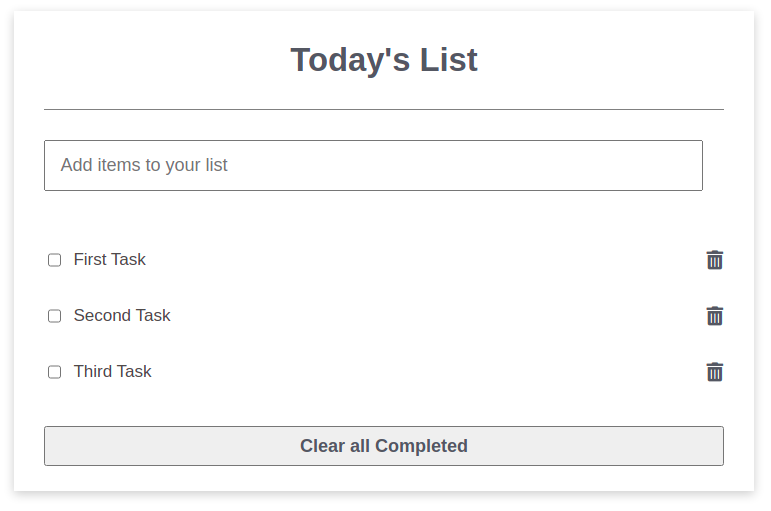 Today's List
Add items to your list
First Task
Second Task
Third Task
Clear all Completed